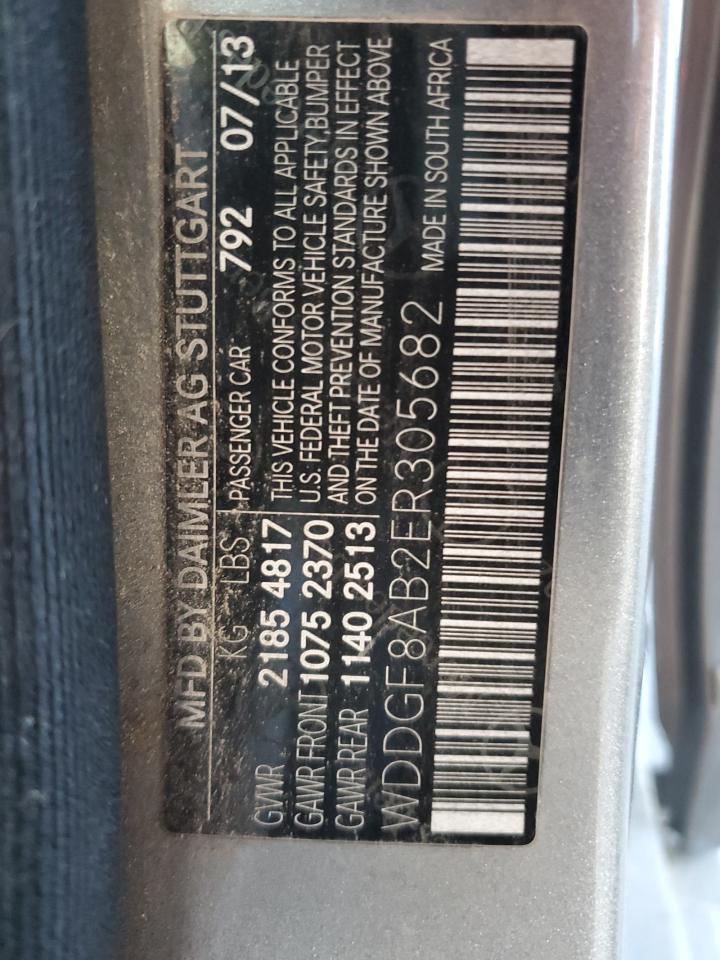 MFD BY DAIMLER AG STUTTGART
KG LBS PASSENGER CAR 792 07/13
GWR 2185 4817 THIS VEHICLE CONFORMS TO ALL APPLICABLE
GAWR FRONT 1075 2370 U.S. FEDERAL MOTOR VEHICLE SAFETY, BUMPER
GAWR REAR 1140 2513 AND THEFT PREVENTION STANDARDS IN EFFECT
ON THE DATE OF MANUFACTURE SHOWN ABOVE
WDDGF8AB2ER305682 MADE IN SOUTH AFRICA